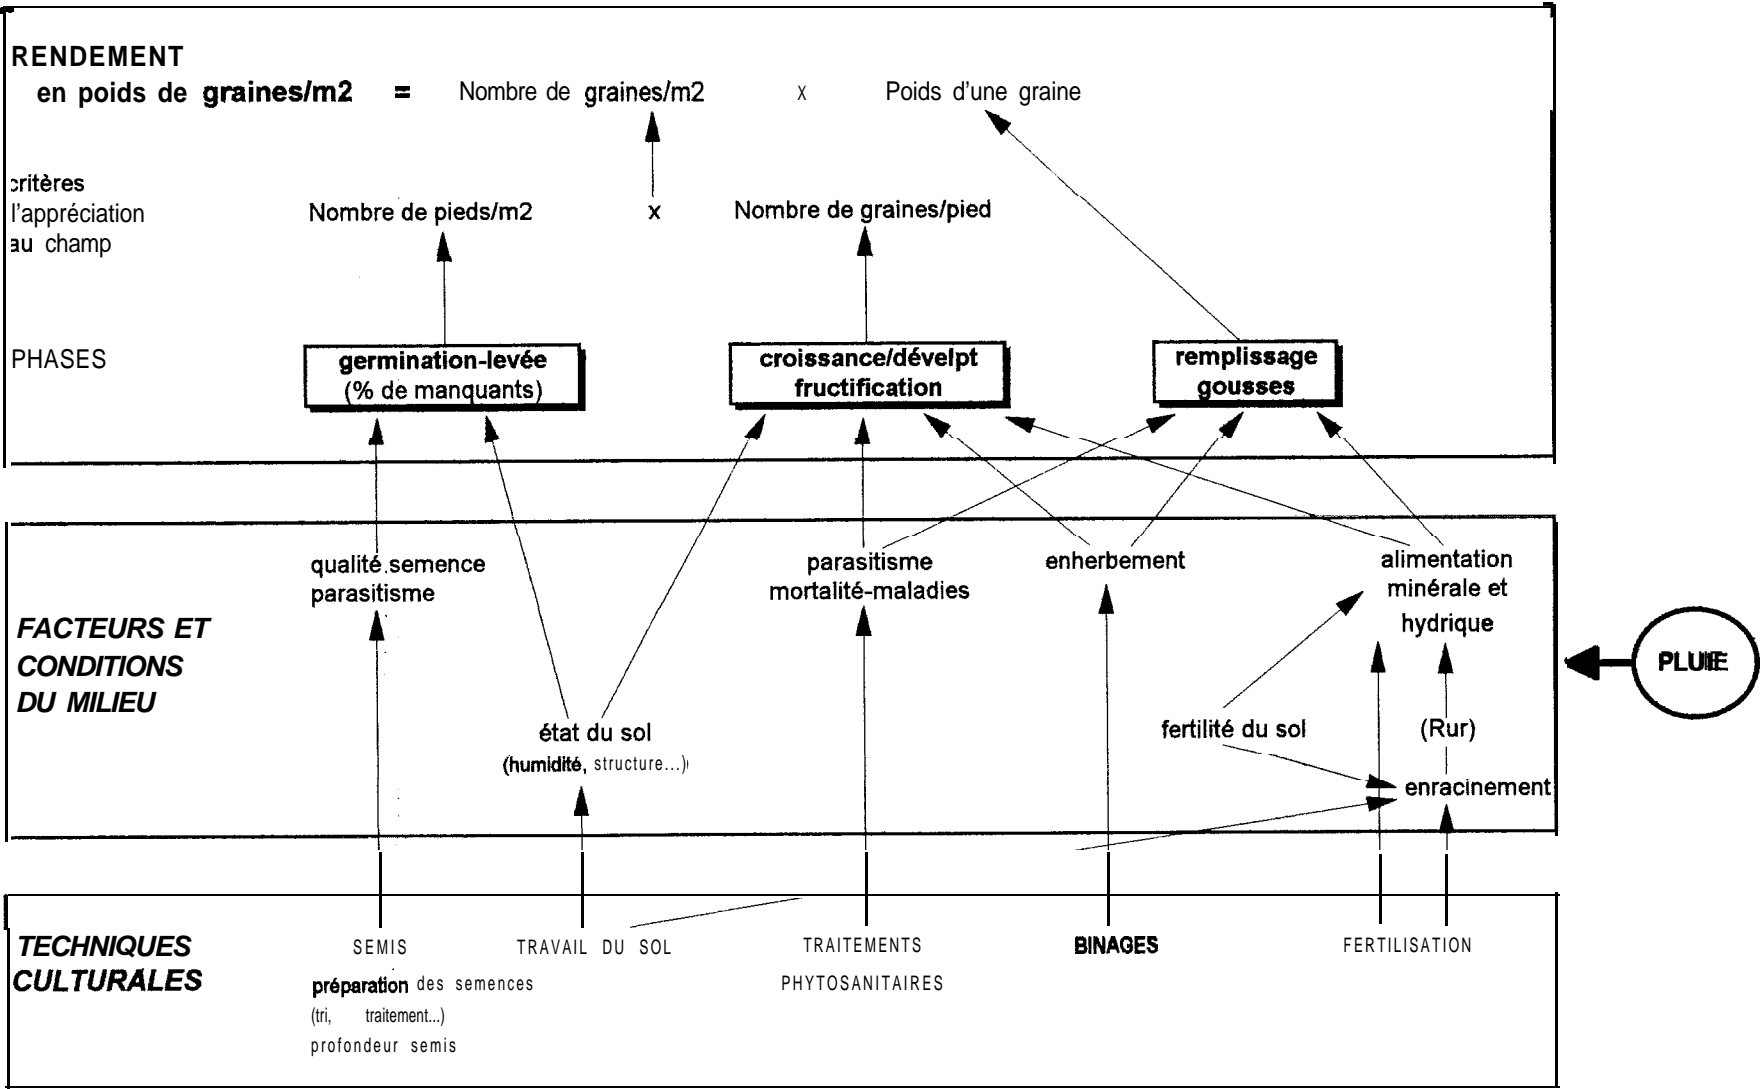 RENDEMENT
en poids de graines/m2 = Nombre de graines/m2 x Poids d'une graine
critères
l'appréciation
au champ
Nombre de pieds/m2 x Nombre de graines/pied
PHASES
germination-levée
(% de manquants)
croissance/dévelpt
fructification
remplissage
gousses
qualité semence
parasitisme
parasitisme
mortalité-maladies
enherbement
alimentation
minérale et
hydrique
FACTEURS ET
CONDITIONS
DU MILIEU
PLUIE
état du sol
(humidité, structure...)
fertilité du sol
(Rur)
enracinement
TECHNIQUES
CULTURALES
SEMIS
préparation des semences
(tri, traitement...)
profondeur semis
TRAVAIL DU SOL
TRAITEMENTS
PHYTOSANITAIRES
BINAGES
FERTILISATION